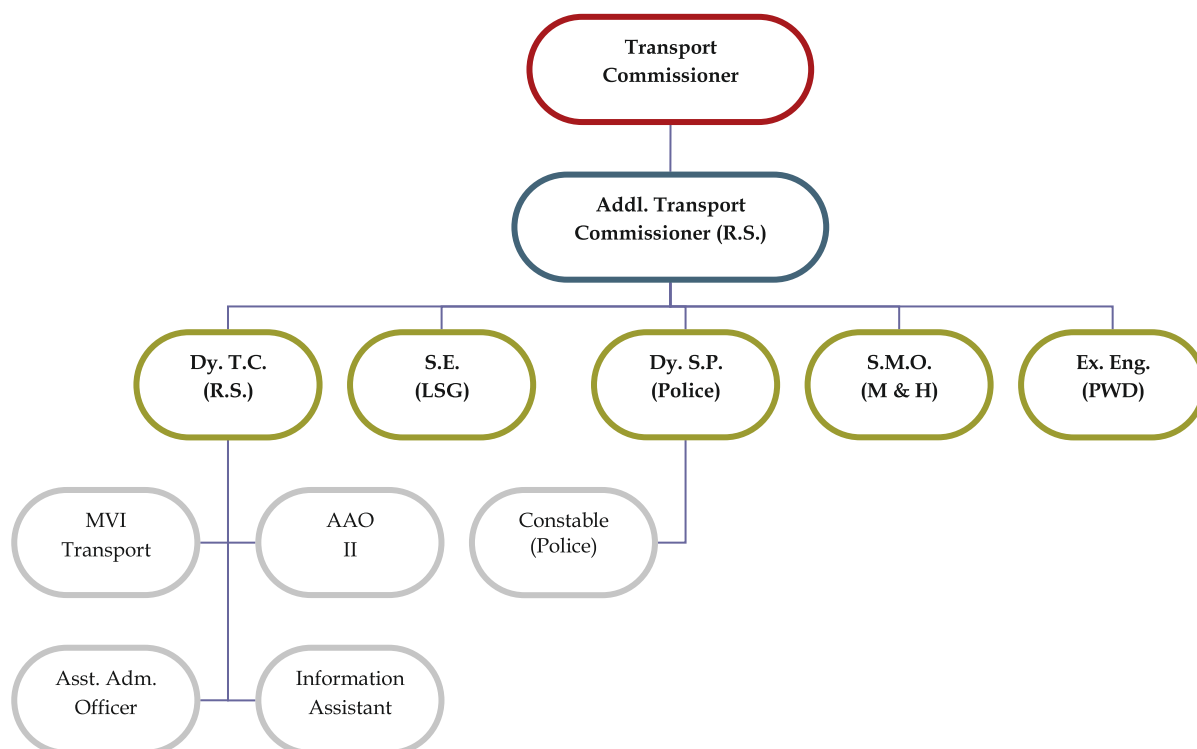 Transport
Commissioner
Addl. Transport
Commissioner (R.S.)
Dy. T.C.
(R.S.)
S.E.
(LSG)
Dy. S.P.
(Police)
S.M.O.
(M & H)
Ex. Eng.
(PWD)
MVI
Transport
AAO
II
Constable
(Police)
Asst. Adm.
Officer
Information
Assistant